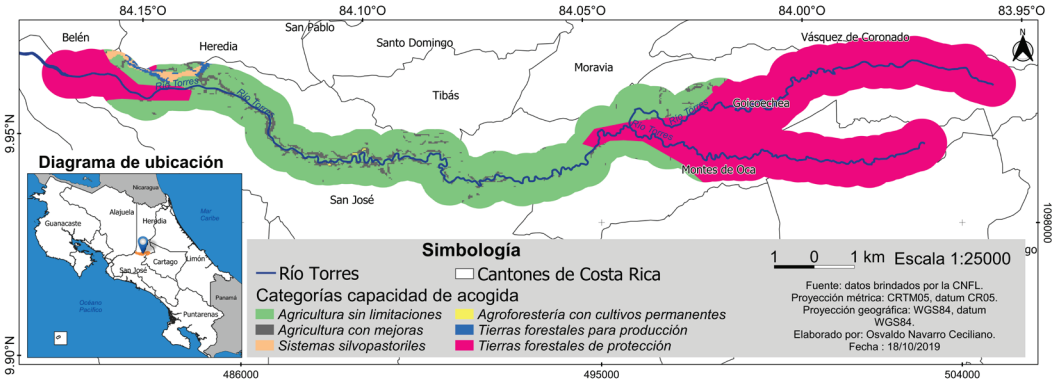 84.15°O
84.10°O
84.05°O
84.00°O
83.95°O
Belén
Heredia
San Pablo
Santo Domingo
Tibás
Moravia
Vásquez de Coronado
Goicoechea
Montes de Oca
San José
Río Torres
Río Torres
Río Torres
Río Torres
N
9.95°N
9.90°N
1098000
go
Diagrama de ubicación
Nicaragua
Alajuela
Heredia
Mar
Caribe
Guanacaste
Limón
Cartago
San José
Puntarenas
Panamá
Océano
Pacífico
Simbología
Río Torres
Cantones de Costa Rica
Categorías capacidad de acogida
Agricultura sin limitaciones
Agricultura con mejoras
Sistemas silvopastoriles
Agroforestería con cultivos permanentes
Tierras forestales para producción
Tierras forestales de protección
1 0 1 km
Escala 1:25000
Fuente: datos brindados por la CNFL.
Proyección métrica: CRTM05, datum CR05.
Proyección geográfica: WGS84, datum
WGS84.
Elaborado por: Osvaldo Navarro Ceciliano.
Fecha : 18/10/2019
486000
495000
504000